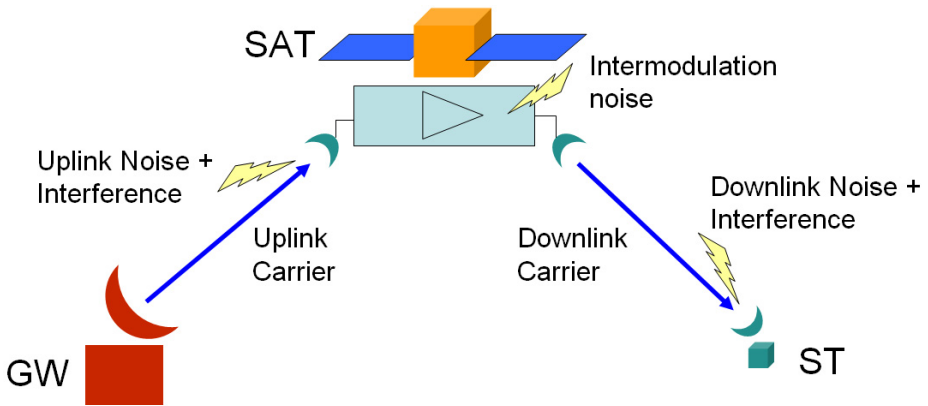 SAT
Intermodulation
noise
Uplink Noise +
Interference
Downlink Noise +
Interference
Uplink
Carrier
Downlink
Carrier
GW
ST